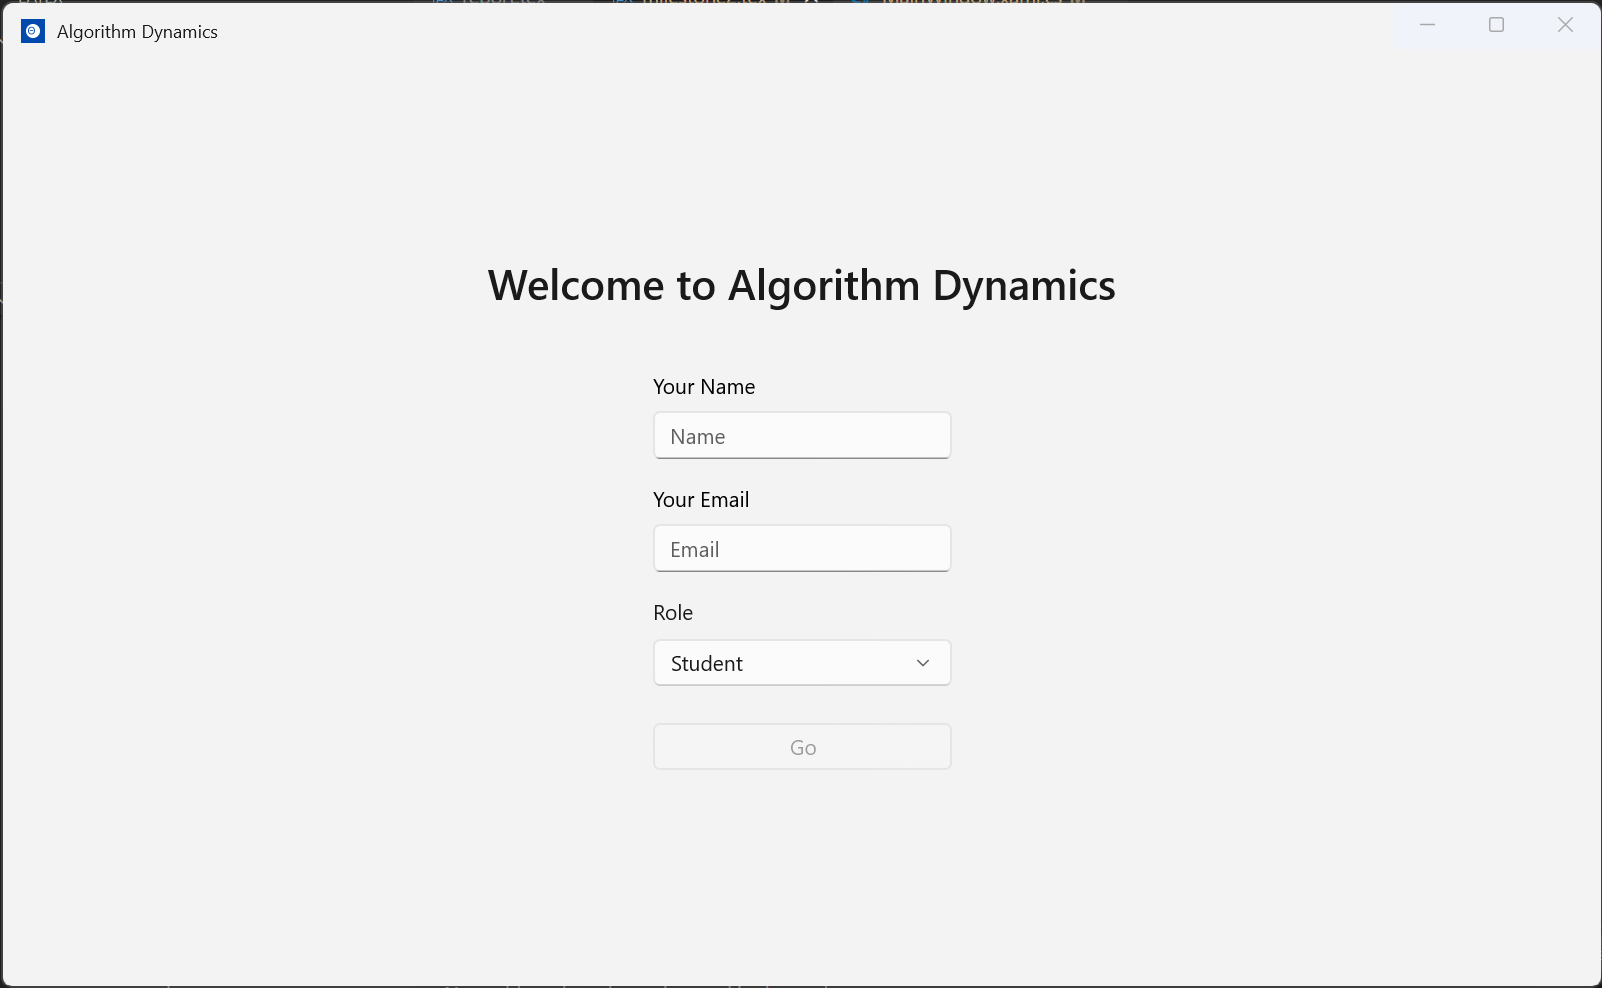 Algorithm Dynamics
Welcome to Algorithm Dynamics
Your Name
Name
Your Email
Email
Role
Student
Go